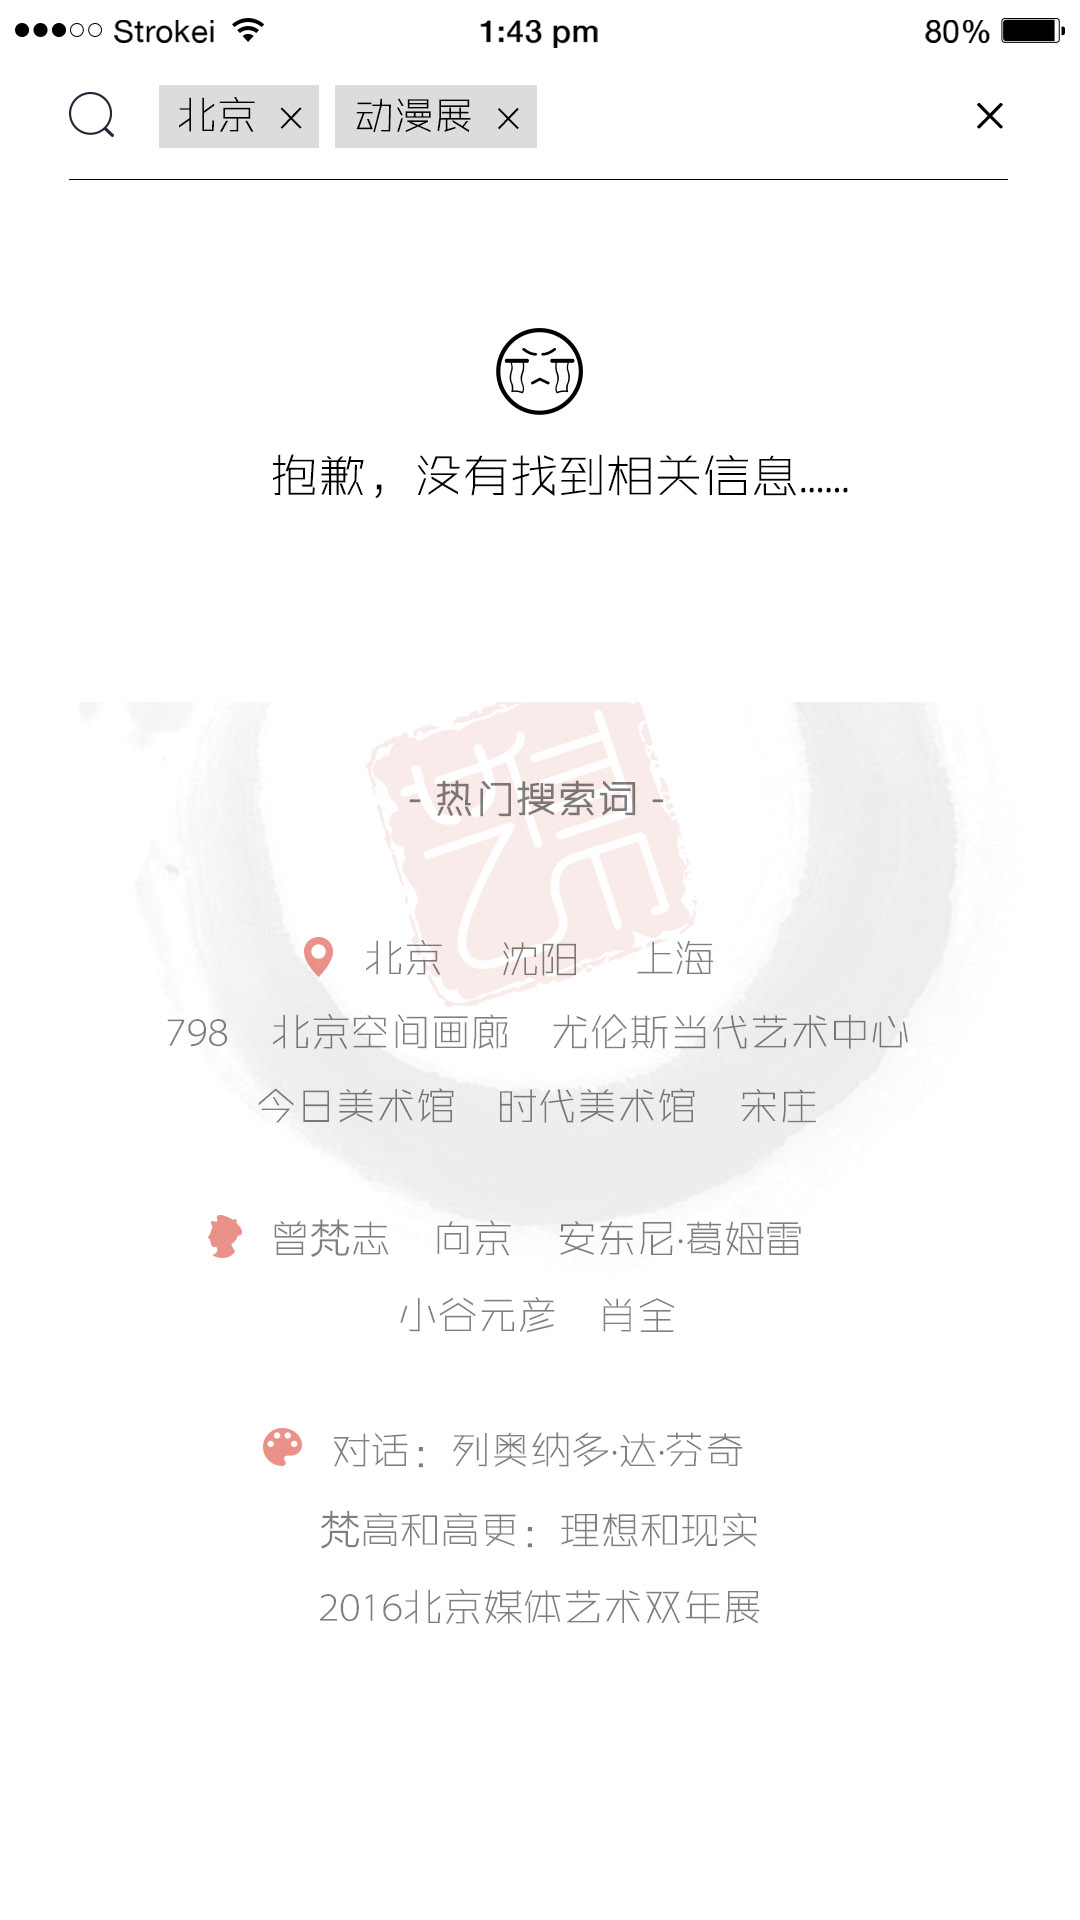 Strokei 1:43 pm 80%
北京 × 动漫展 × ×
抱歉，没有找到相关信息......
- 热门搜索词 -
北京 沈阳 上海
798 北京空间画廊 尤伦斯当代艺术中心
今日美术馆 时代美术馆 宋庄
曾梵志 向京 安东尼·葛姆雷
小谷元彦 肖全
对话：列奥纳多·达·芬奇
梵高和高更：理想和现实
2016北京媒体艺术双年展